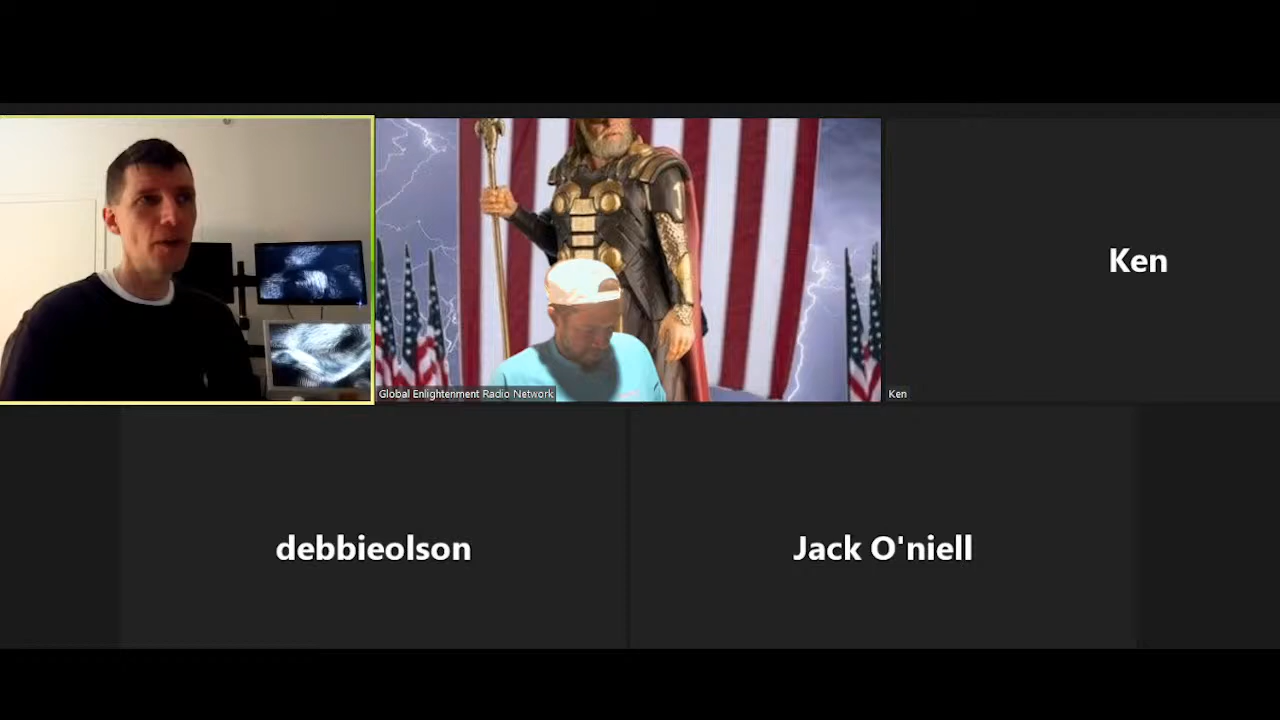 Ken
Global Enlightenment Radio Network
Ken
debbieolson
Jack O'niell